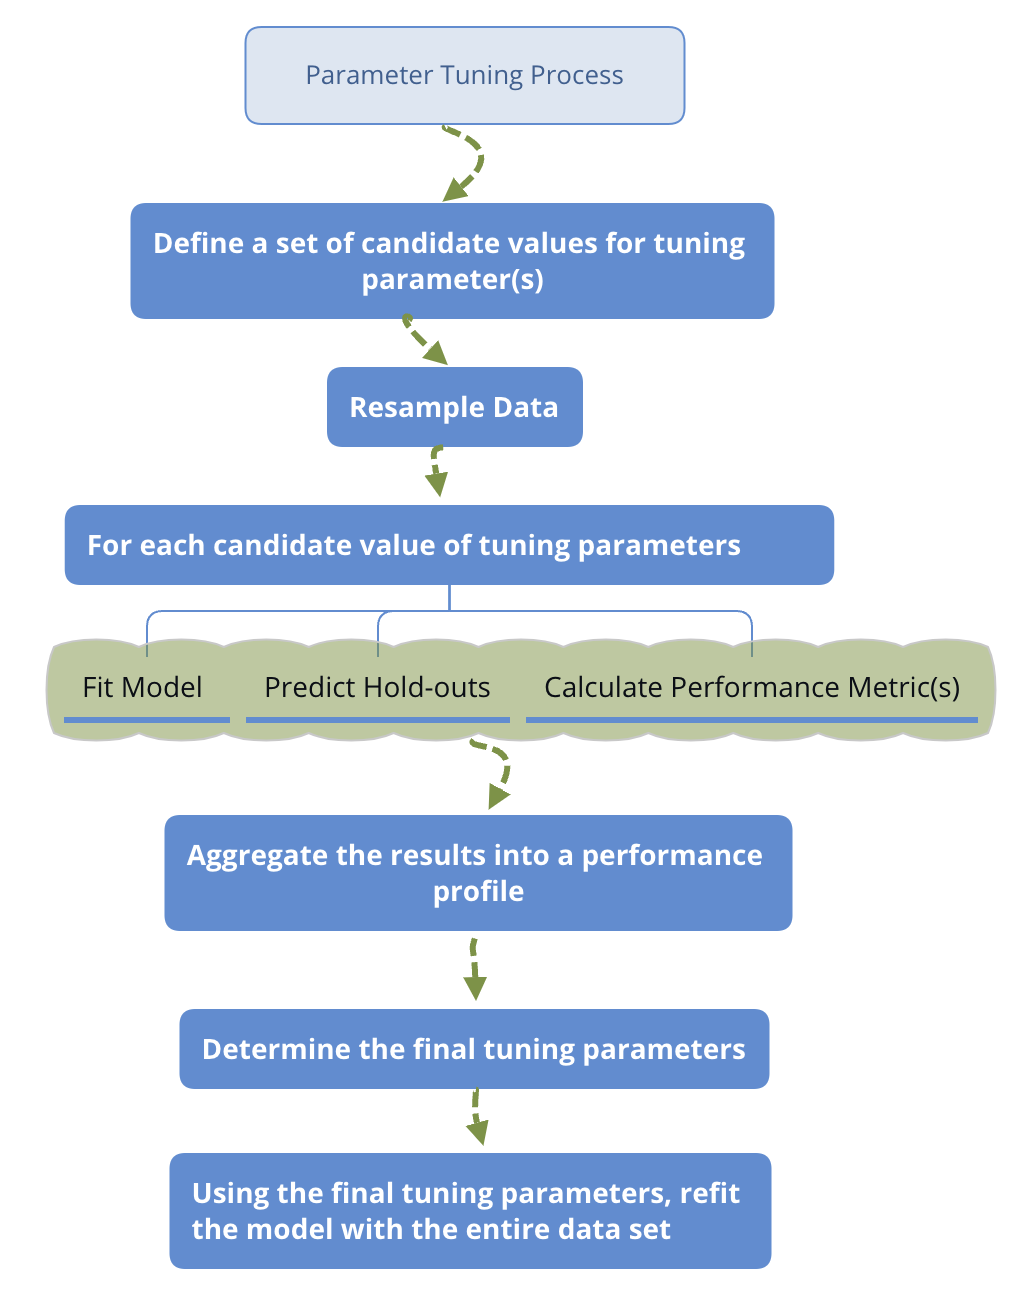 Parameter Tuning Process
Define a set of candidate values for tuning
parameter(s)
Resample Data
For each candidate value of tuning parameters
Fit Model
Predict Hold-outs
Calculate Performance Metric(s)
Aggregate the results into a performance
profile
Determine the final tuning parameters
Using the final tuning parameters, refit
the model with the entire data set